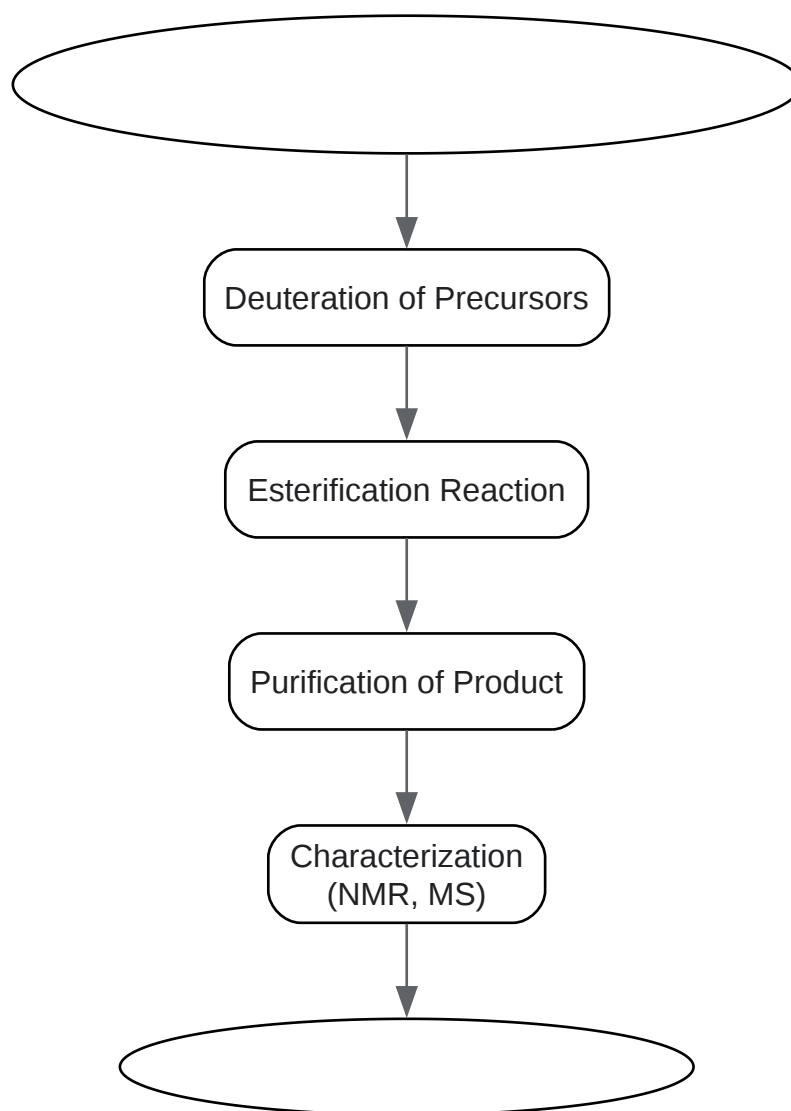 Deuteration of Precursors
Esterification Reaction
Purification of Product
Characterization
(NMR, MS)